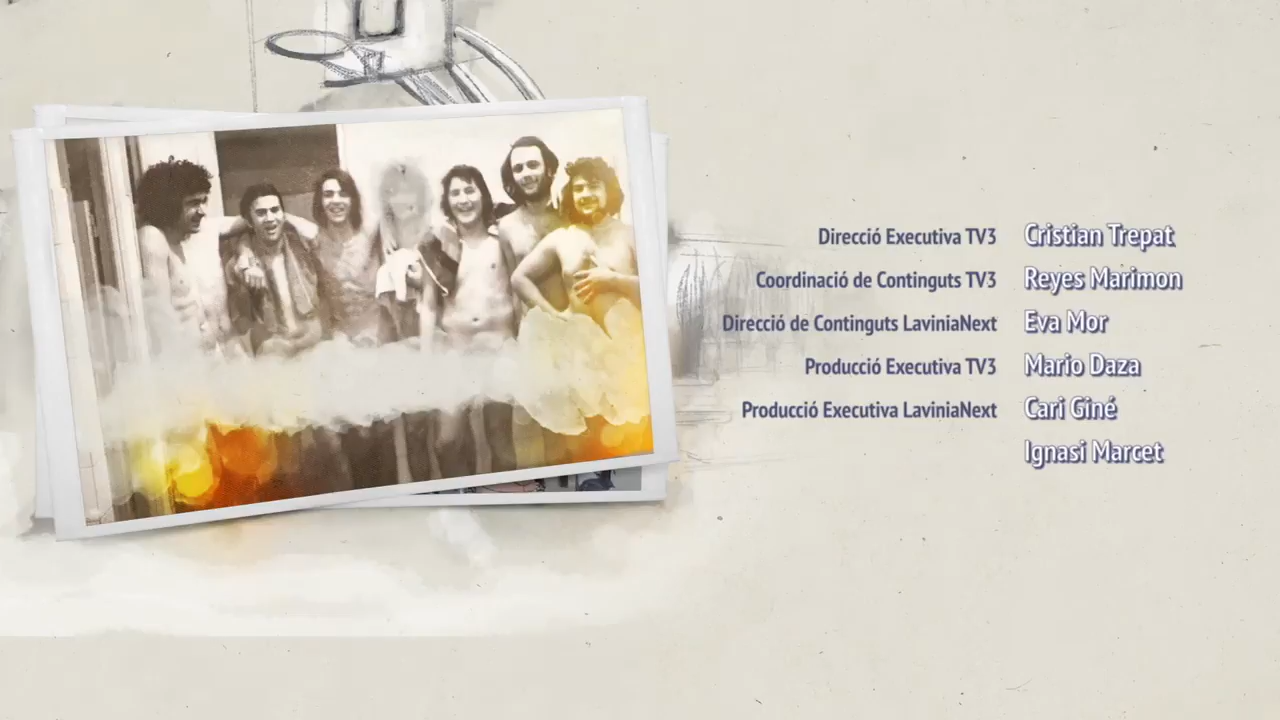 Direcció Executiva TV3 Cristian Trepat
Coordinació de Continguts TV3 Reyes Marimon
Direcció de Continguts LaviniaNext Eva Mor
Producció Executiva TV3 Mario Daza
Producció Executiva LaviniaNext Cari Giné
Ignasi Marcet